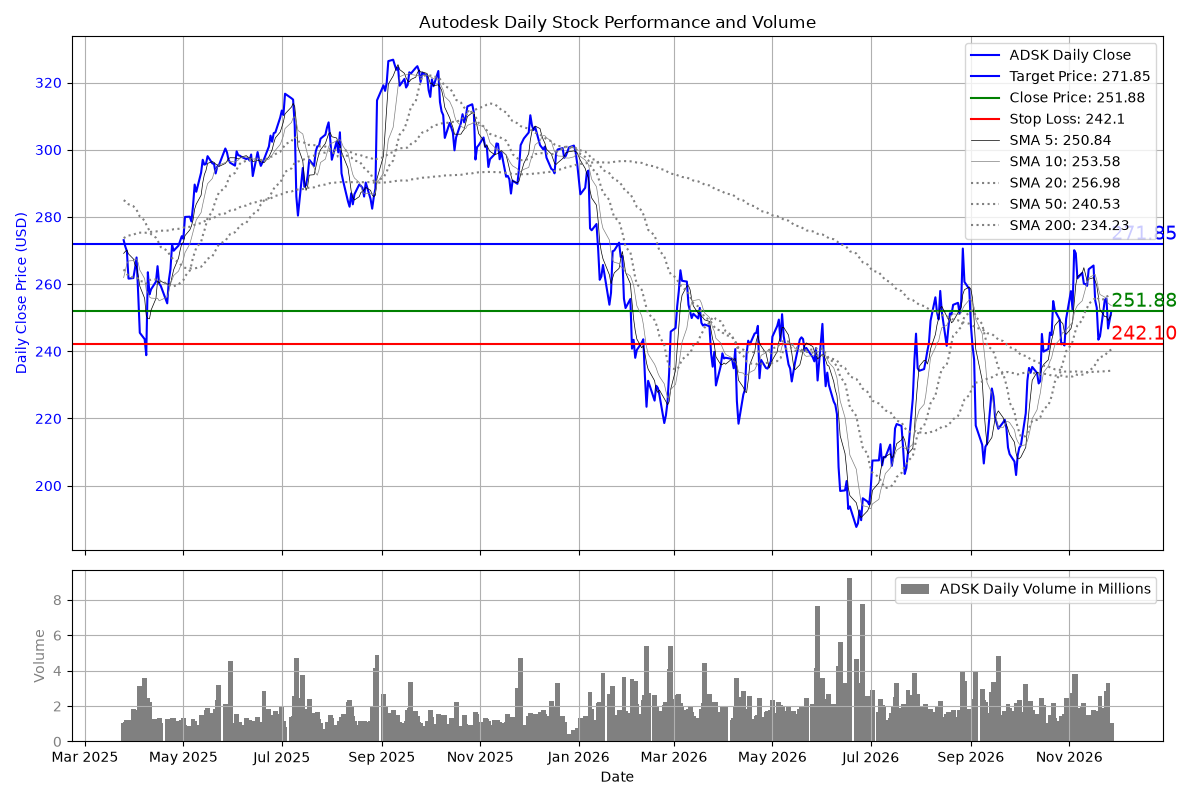 Autodesk Daily Stock Performance and Volume
Daily Close Price (USD)
320
300
280
260
240
220
200
ADSK Daily Close
Target Price: 271.85
Close Price: 251.88
Stop Loss: 242.1
SMA 5: 250.84
SMA 10: 253.58
SMA 20: 256.98
SMA 50: 240.53
SMA 200: 234.23
271.85
251.88
242.10
Volume
8
6
4
2
0
ADSK Daily Volume in Millions
Mar 2025 May 2025 Jul 2025 Sep 2025 Nov 2025 Jan 2026 Mar 2026 May 2026 Jul 2026 Sep 2026 Nov 2026
Date